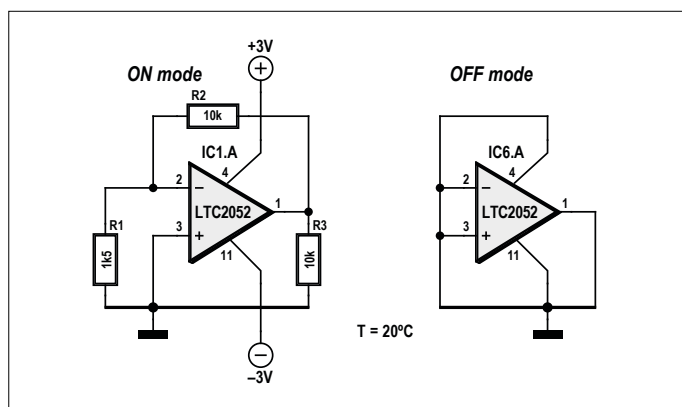 ON mode
+3V
OFF mode
R2
10k
IC1.A
IC6.A
4
4
2
–
LTC2052
1
R1
1k5
3
+
11
R3
10k
2
–
LTC2052
1
3
+
11
T = 20ºC
–3V